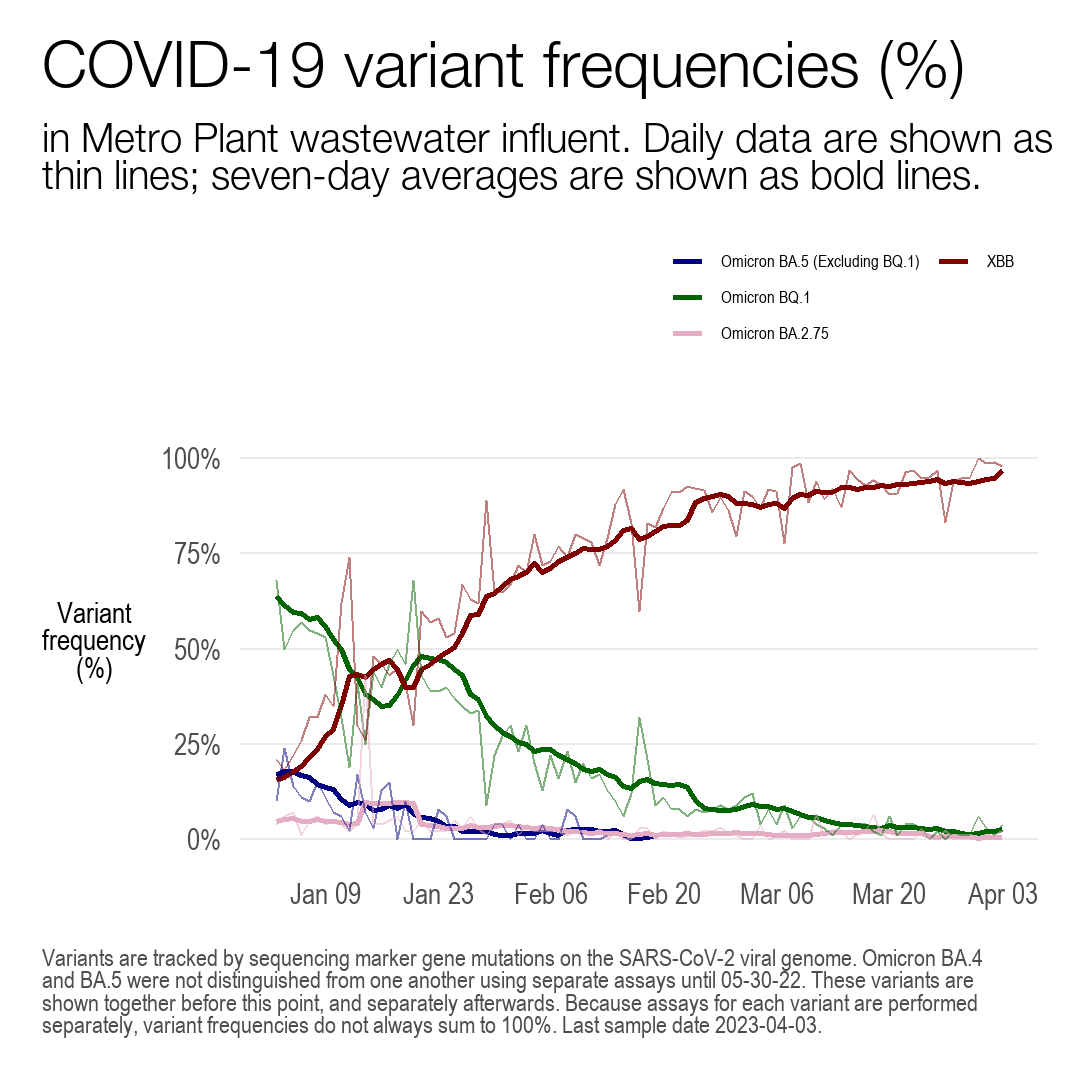 COVID-19 variant frequencies (%)
in Metro Plant wastewater influent. Daily data are shown as
thin lines; seven-day averages are shown as bold lines.
Omicron BA.5 (Excluding BQ.1)
XBB
Omicron BQ.1
Omicron BA.2.75
100%
75%
50%
25%
0%
Variant
frequency
(%)
Jan 09
Jan 23
Feb 06
Feb 20
Mar 06
Mar 20
Apr 03
Variants are tracked by sequencing marker gene mutations on the SARS-CoV-2 viral genome. Omicron BA.4
and BA.5 were not distinguished from one another using separate assays until 05-30-22. These variants are
shown together before this point, and separately afterwards. Because assays for each variant are performed
separately, variant frequencies do not always sum to 100%. Last sample date 2023-04-03.